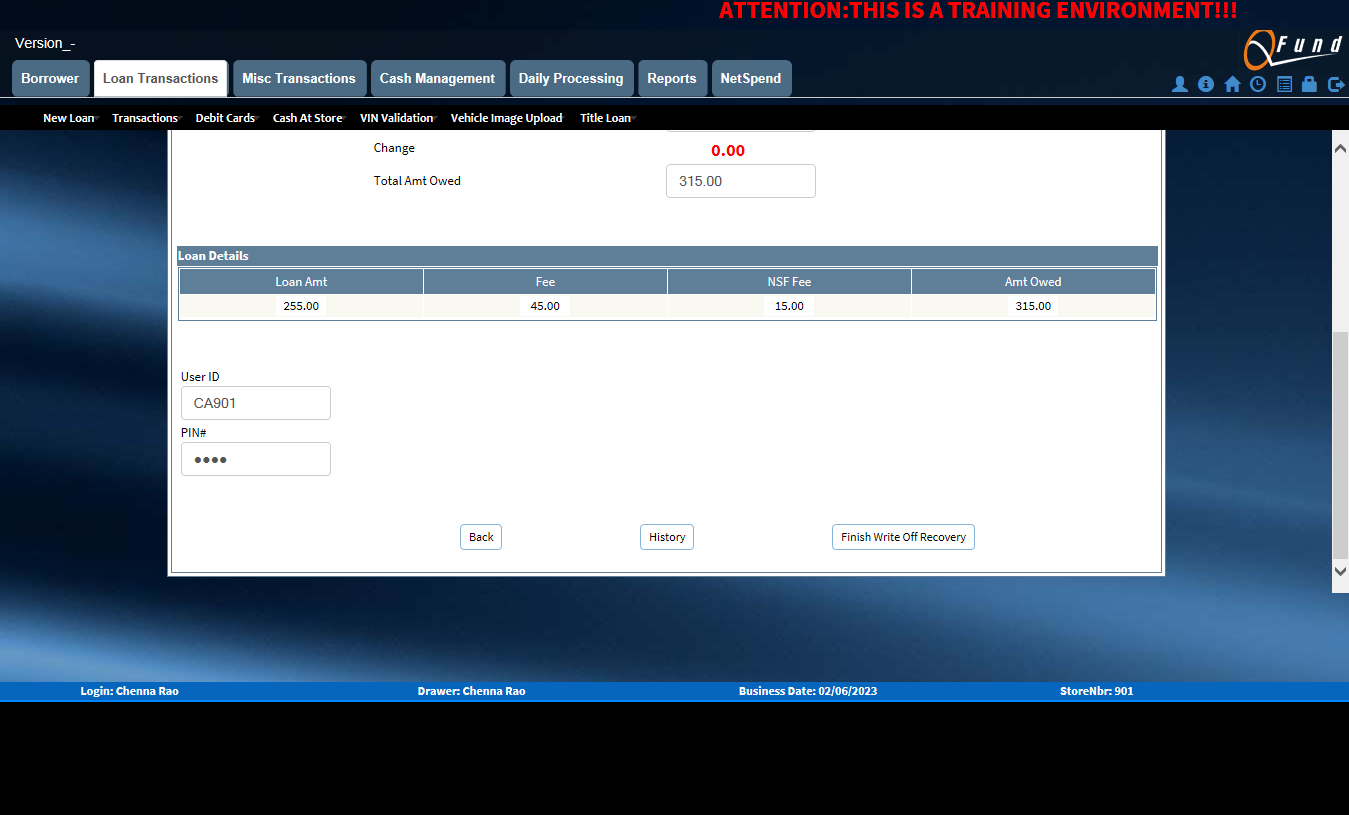 ATTENTION:THIS IS A TRAINING ENVIRONMENT!!!
Version_-
QFund
Borrower Loan Transactions Misc Transactions Cash Management Daily Processing Reports NetSpend
New Loan Transactions Debit Cards Cash At Store VIN Validation Vehicle Image Upload Title Loan
Change 0.00
Total Amt Owed 315.00
Loan Details
Loan Amt Fee NSF Fee Amt Owed
255.00 45.00 15.00 315.00
User ID
CA901
PIN#
●●●●
Back History Finish Write Off Recovery
Login: Chenna Rao Drawer: Chenna Rao Business Date: 02/06/2023 StoreNbr: 901